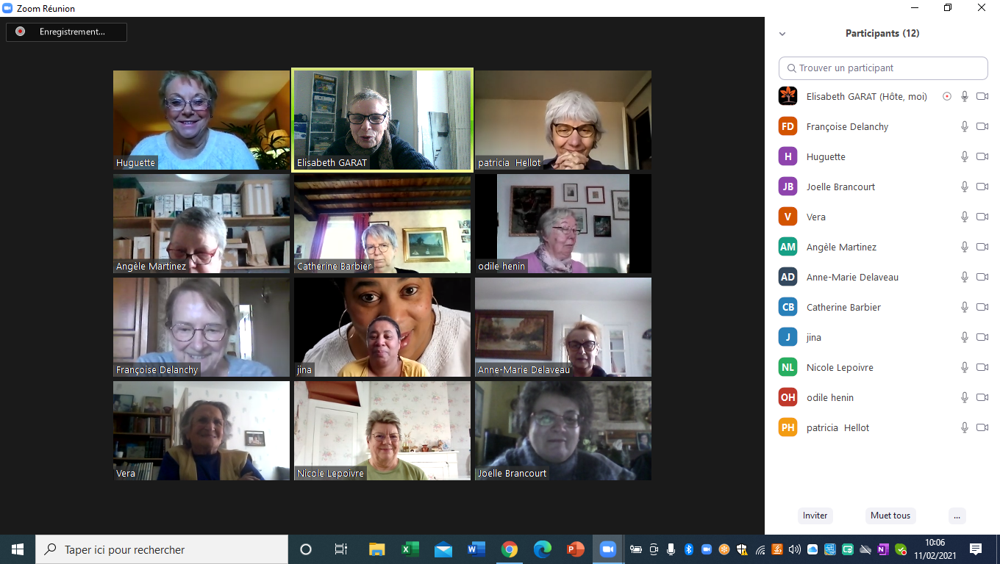 Zoom Réunion
Enregistrement...
Huguette
Elisabeth GARAT
patricia Hellot
Angèle Martinez
Catherine Barbier
odile henin
Françoise Delanchy
jina
Anne-Marie Delaveau
Vera
Nicole Lepoivre
Joelle Brancourt
Participants (12)
Trouver un participant
Elisabeth GARAT (Hôte, moi)
FD Françoise Delanchy
H Huguette
JB Joelle Brancourt
V Vera
AM Angèle Martinez
AD Anne-Marie Delaveau
CB Catherine Barbier
J jina
NL Nicole Lepoivre
OH odile henin
PH patricia Hellot
Inviter
Muet tous
...
Taper ici pour rechercher
10:06
11/02/2021